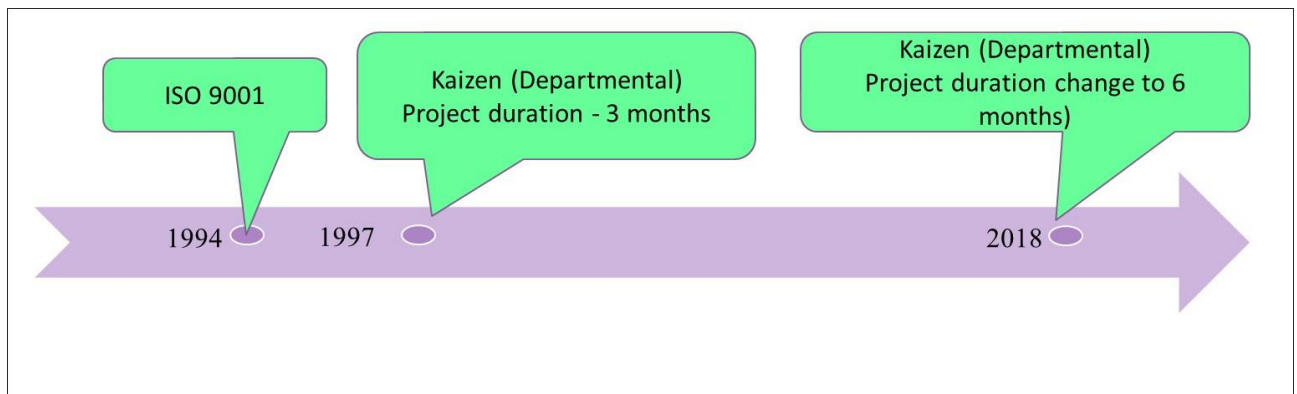 ISO 9001
Kaizen (Departmental)
Project duration - 3 months
Kaizen (Departmental)
Project duration change to 6
months)
1994
1997
2018